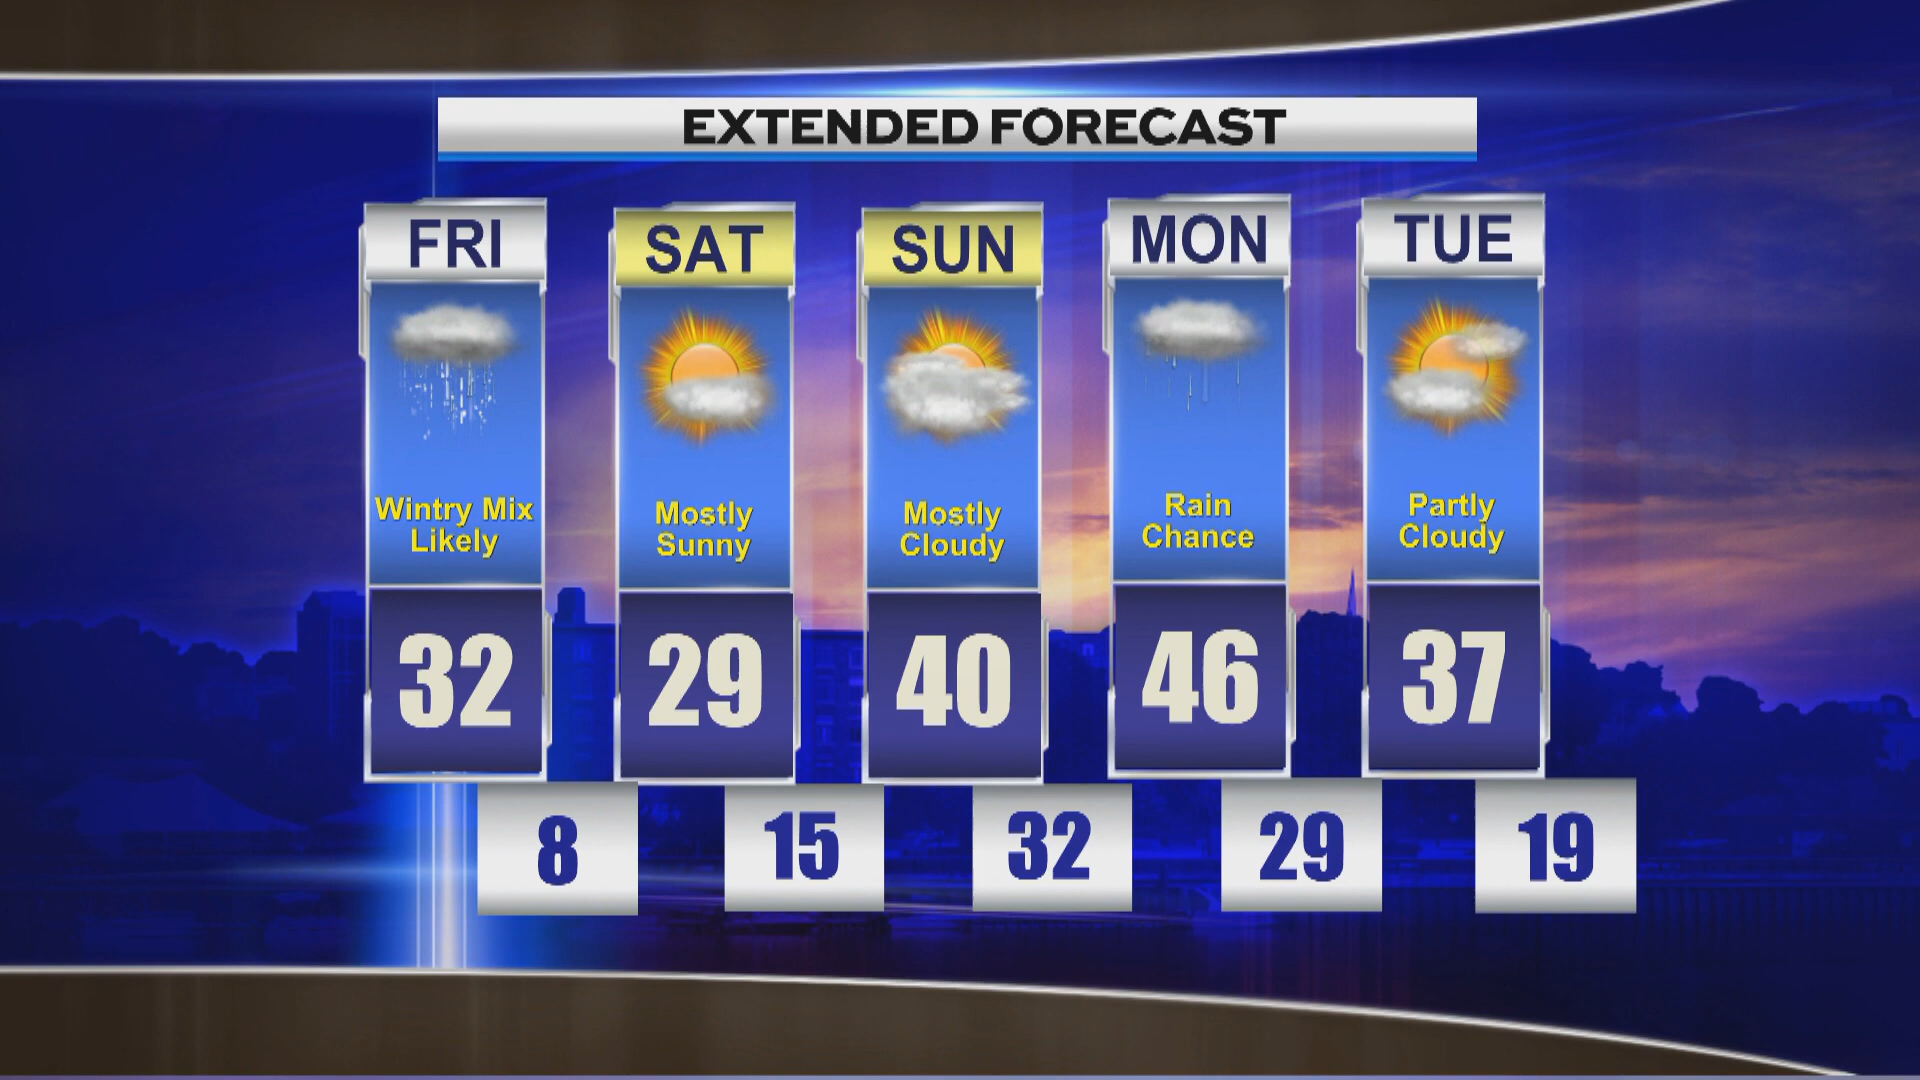 EXTENDED FORECAST
FRI
SAT
SUN
MON
TUE
Wintry Mix
Likely
Mostly
Sunny
Mostly
Cloudy
Rain
Chance
Partly
Cloudy
32
29
40
46
37
8
15
32
29
19